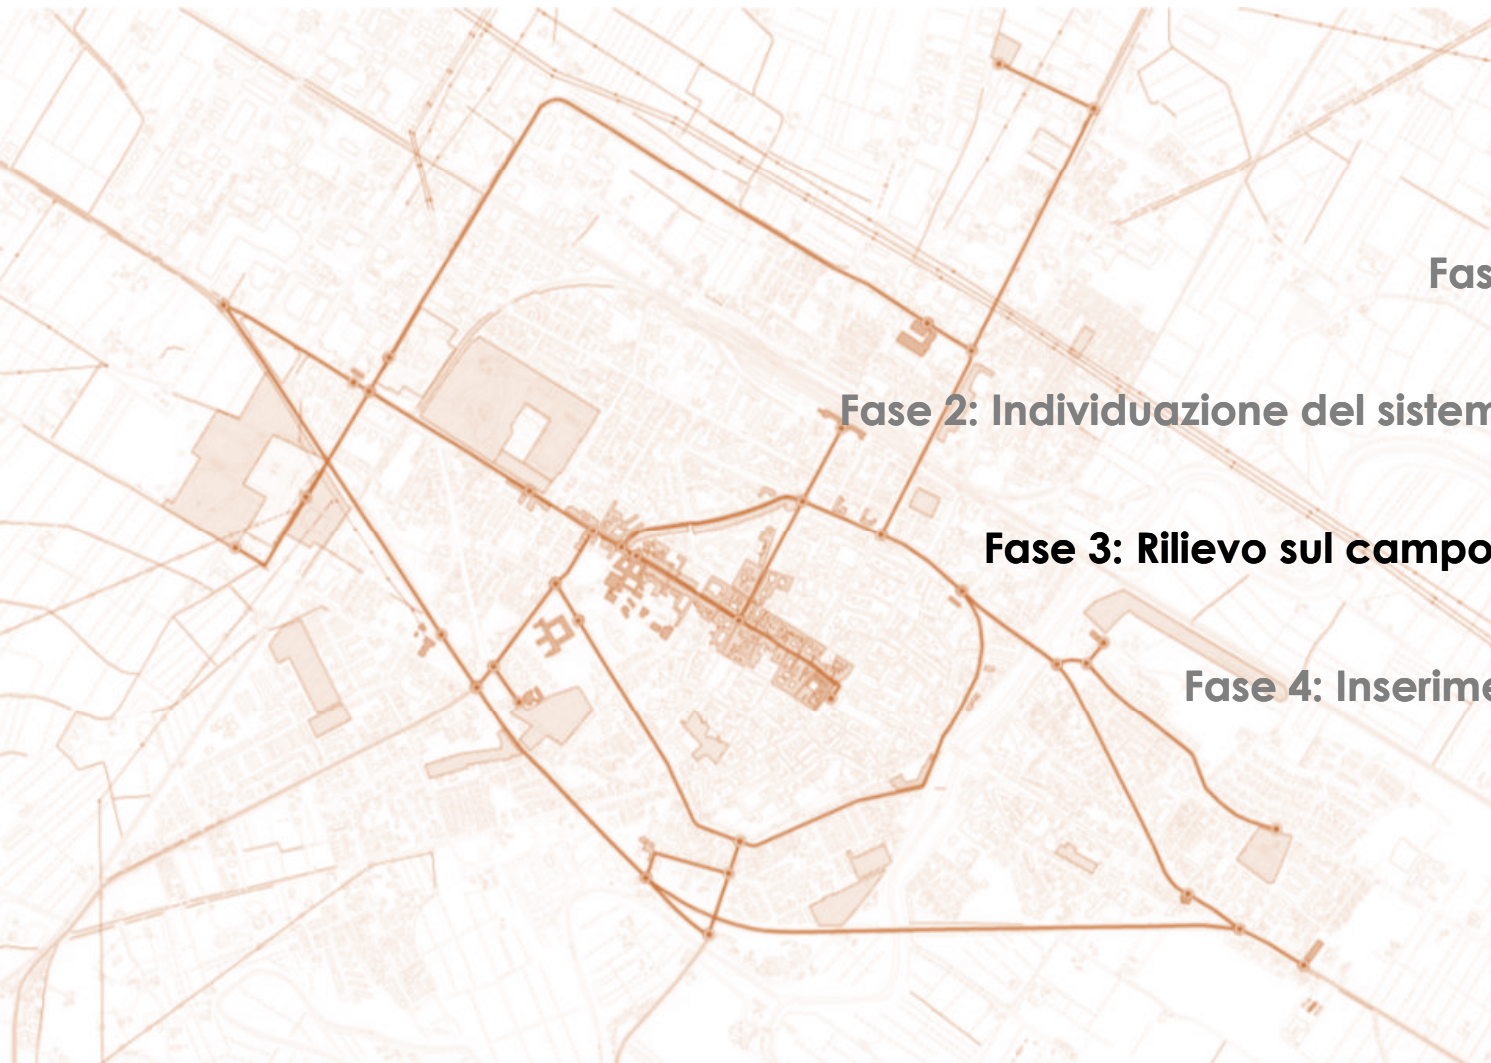 Fas
Fase 2: Individuazione del sistem
Fase 3: Rilievo sul campo
Fase 4: Inserime